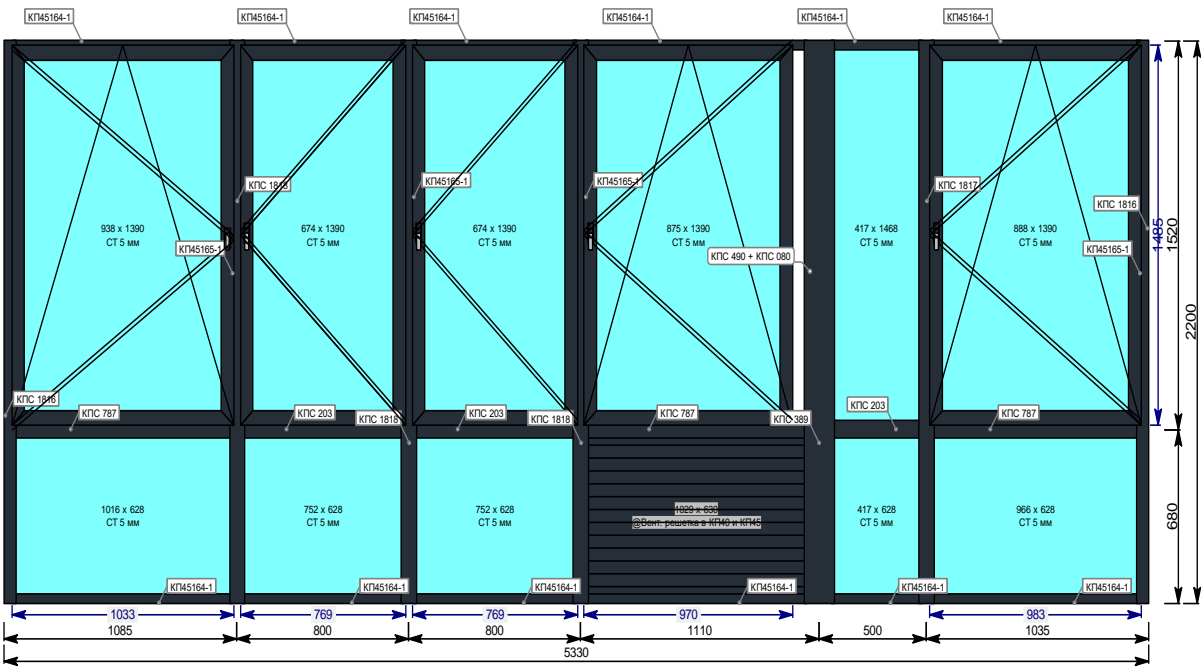 КП45164-1
КП45164-1
КП45164-1
КП45164-1
КП45164-1
КП45164-1
КПС 1818
КП45165-1
КП45165-1
КПС 1817
КПС 1816
938 x 1390
СТ 5 мм
674 x 1390
СТ 5 мм
674 x 1390
СТ 5 мм
875 x 1390
СТ 5 мм
417 x 1468
СТ 5 мм
888 x 1390
СТ 5 мм
КП45165-1
КПС 490 + КПС 080
КП45165-1
1485
1520
2200
КПС 1816
КПС 787
КПС 203
КПС 1818
КПС 203
КПС 1818
КПС 787
КПС 389
КПС 203
КПС 787
1016 x 628
СТ 5 мм
752 x 628
СТ 5 мм
752 x 628
СТ 5 мм
1029 x 630
@Вент. решетка в КП40 и КП45
417 x 628
СТ 5 мм
966 x 628
СТ 5 мм
680
КП45164-1
КП45164-1
КП45164-1
КП45164-1
КП45164-1
КП45164-1
1033
769
769
970
983
1085
800
800
1110
500
1035
5330